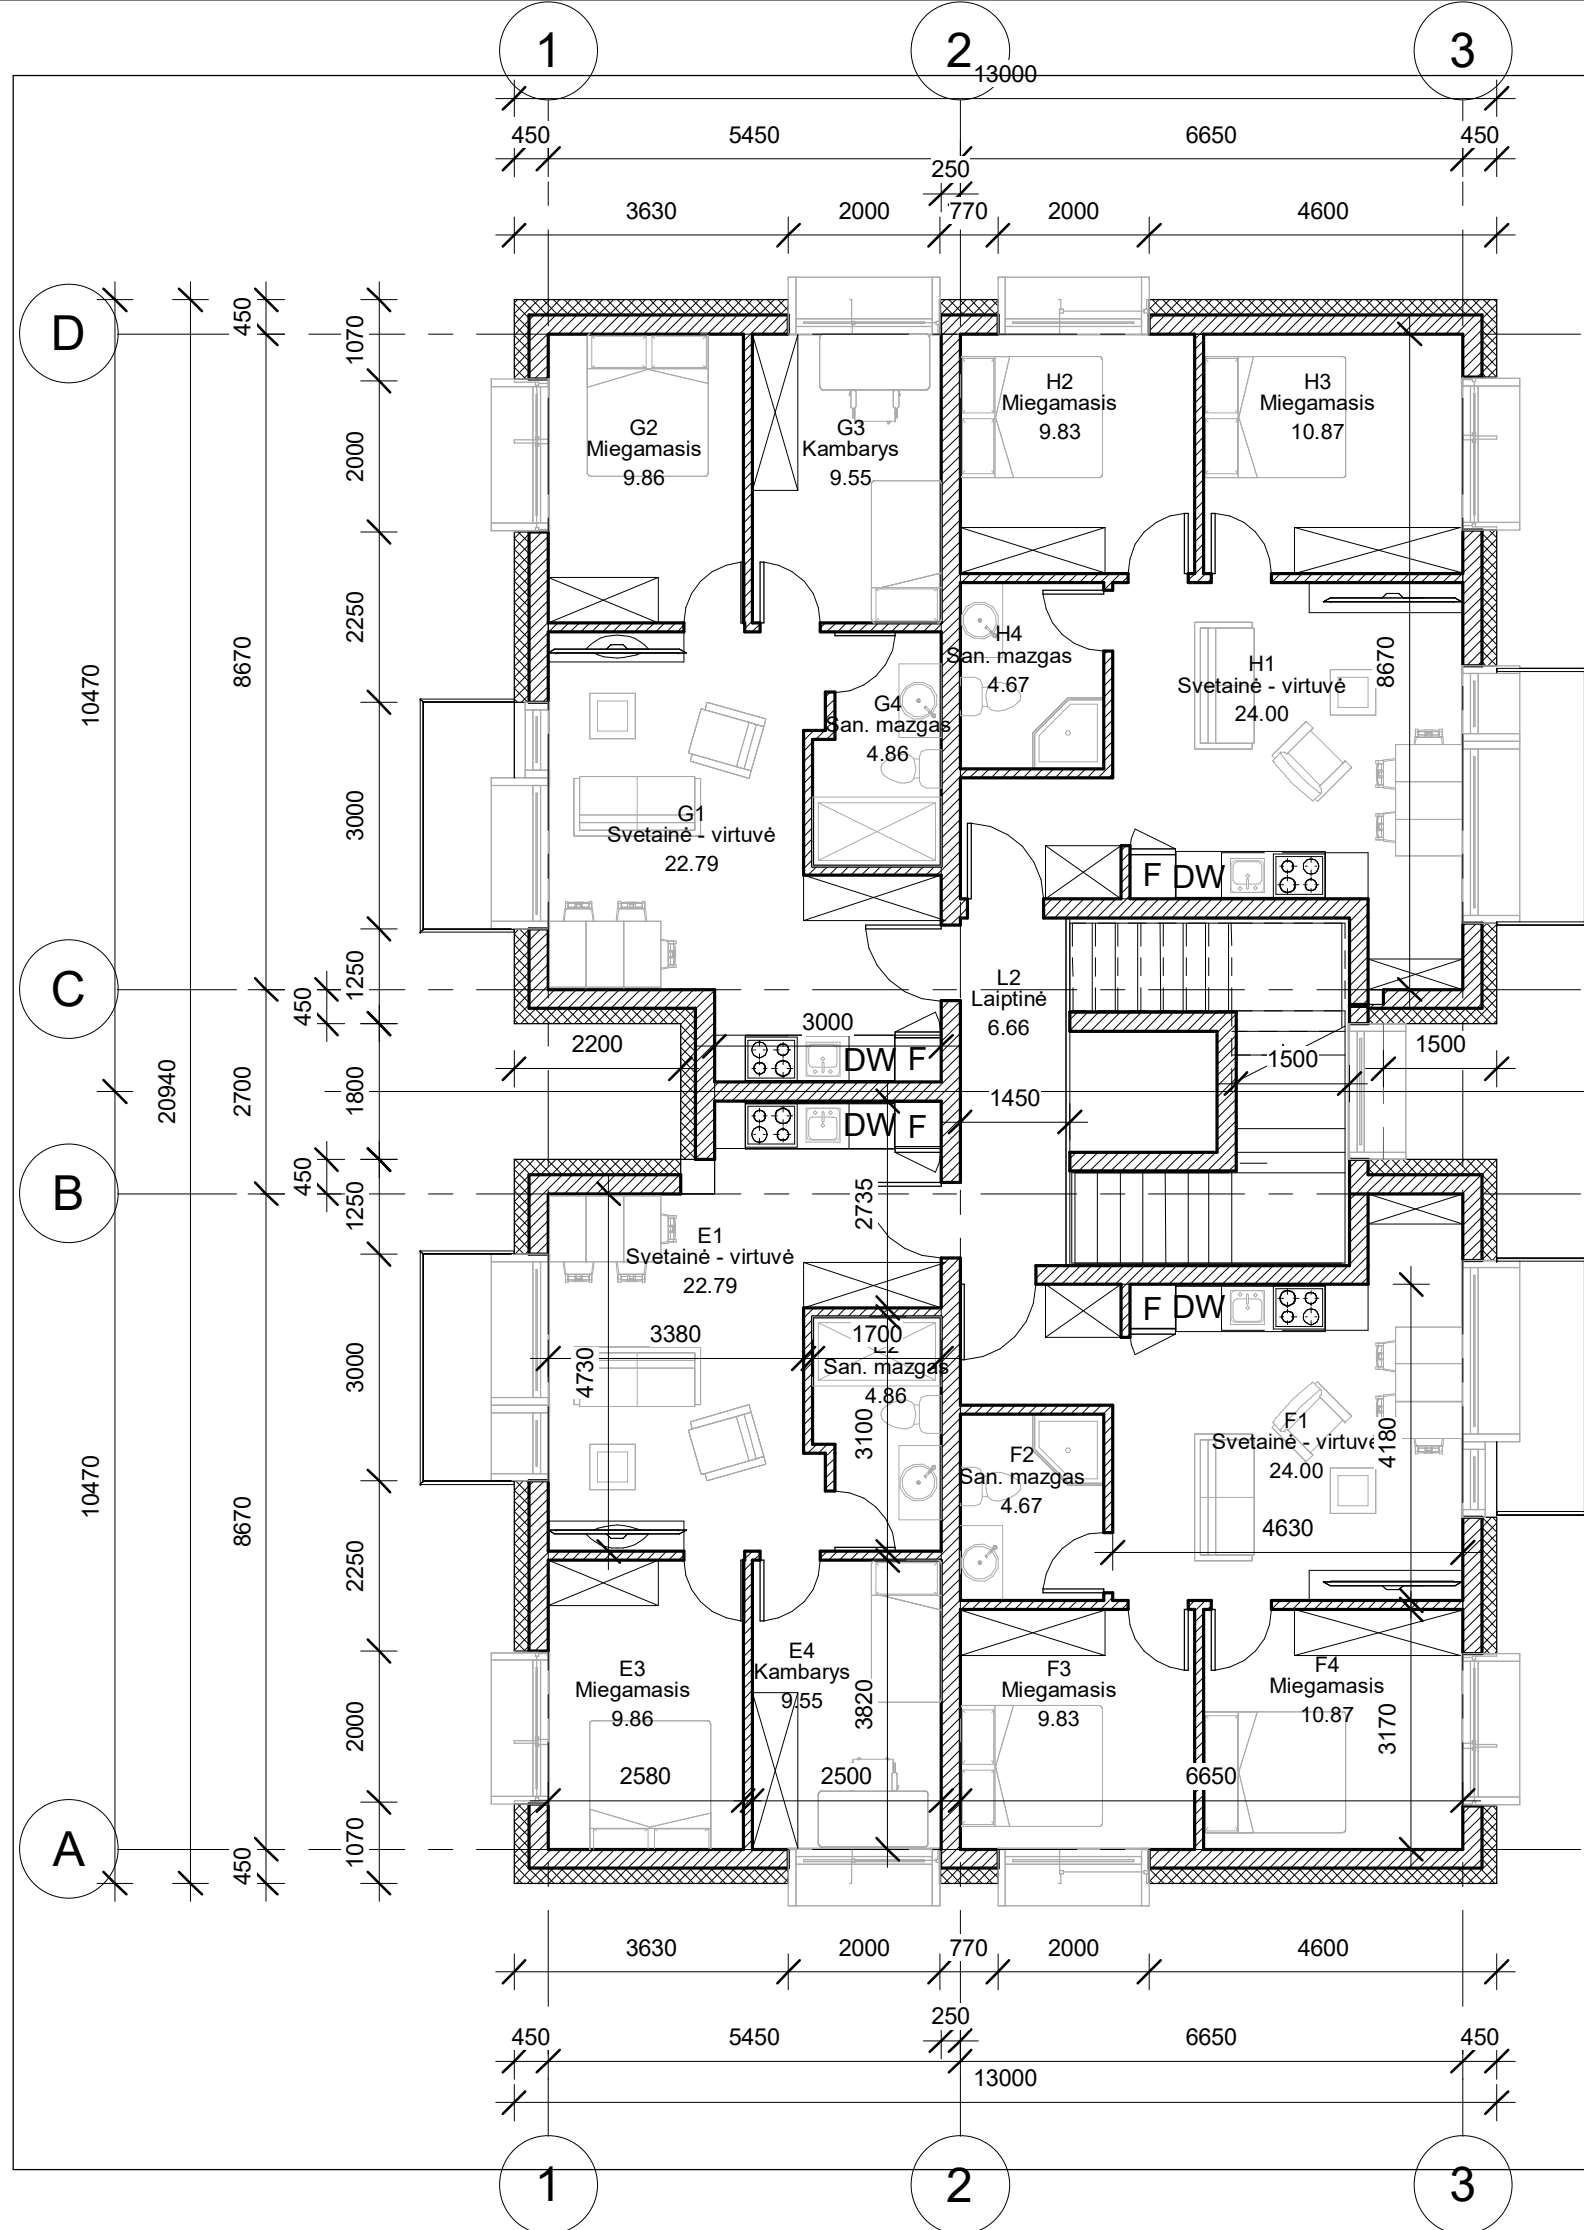 1
2
3
13000
450
5450
6650
450
250
3630
2000
770
2000
4600
D
C
B
A
450
1070
2000
2250
8670
10470
3000
1250
450
20940
2700
1800
450
1250
3000
10470
8670
2250
2000
1070
450
G2
Miegamasis
9.86
G3
Kambarys
9.55
H2
Miegamasis
9.83
H3
Miegamasis
10.87
H4
San. mazgas
4.67
G4
San. mazgas
4.86
H1
Svetainė - virtuvė
24.00
8670
G1
Svetainė - virtuvė
22.79
F DW
L2
Laiptinė
6.66
2200
3000
DW F
1500
1500
1450
DW F
2735
E1
Svetainė - virtuvė
22.79
F DW
3380
1700
San. mazgas
4.86
4730
3100
F1
Svetainė - virtuvė
24.00
4180
F2
San. mazgas
4.67
4630
E3
Miegamasis
9.86
E4
Kambarys
9.55
3820
F3
Miegamasis
9.83
F4
Miegamasis
10.87
3170
2580
2500
6650
3630
2000
770
2000
4600
250
450
5450
6650
450
13000
1
2
3